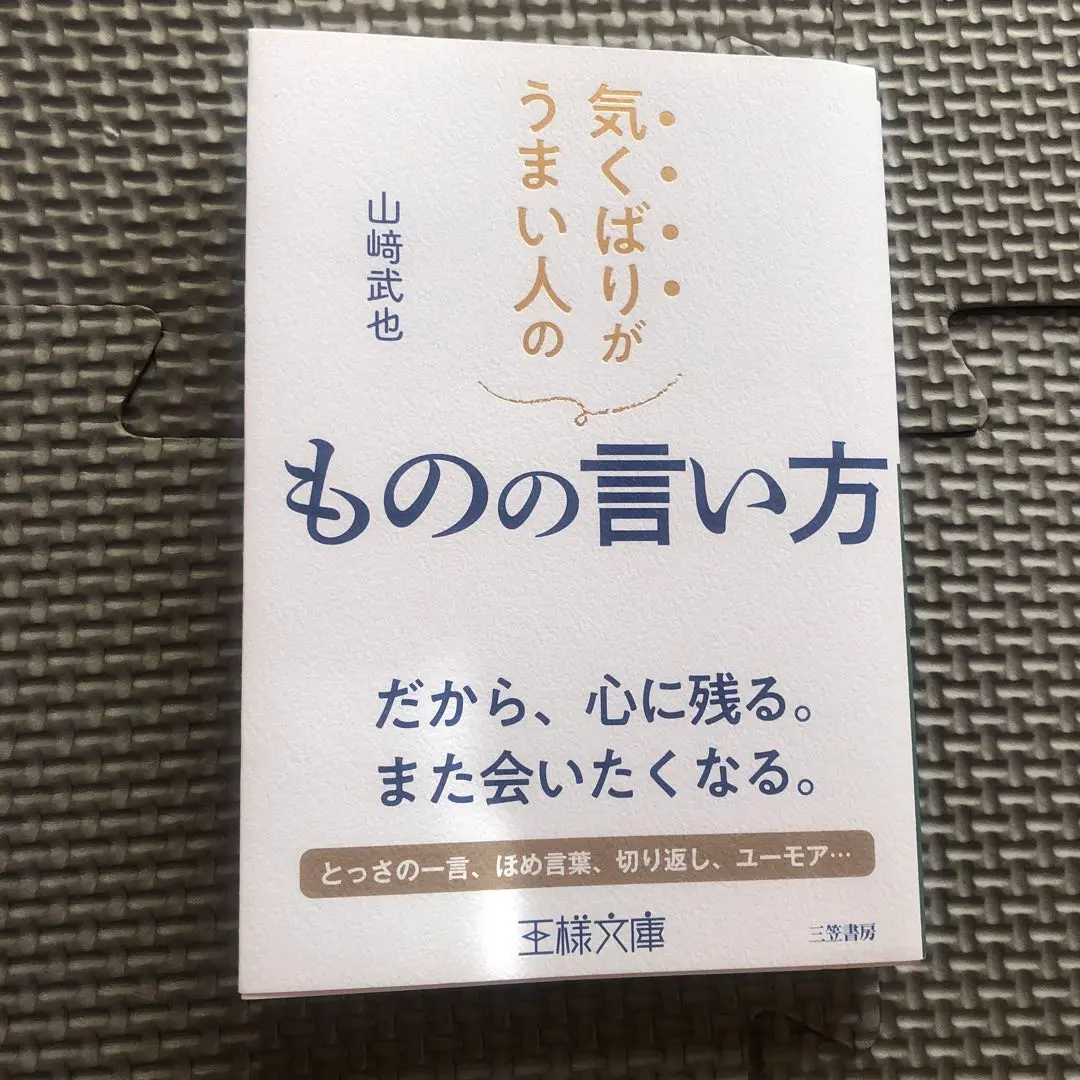 気くばりが
うまい人の
ものの言い方
山﨑武也
だから、心に残る。
また会いたくなる。
とっさの一言、ほめ言葉、切り返し、ユーモア…
王様文庫
三笠書房